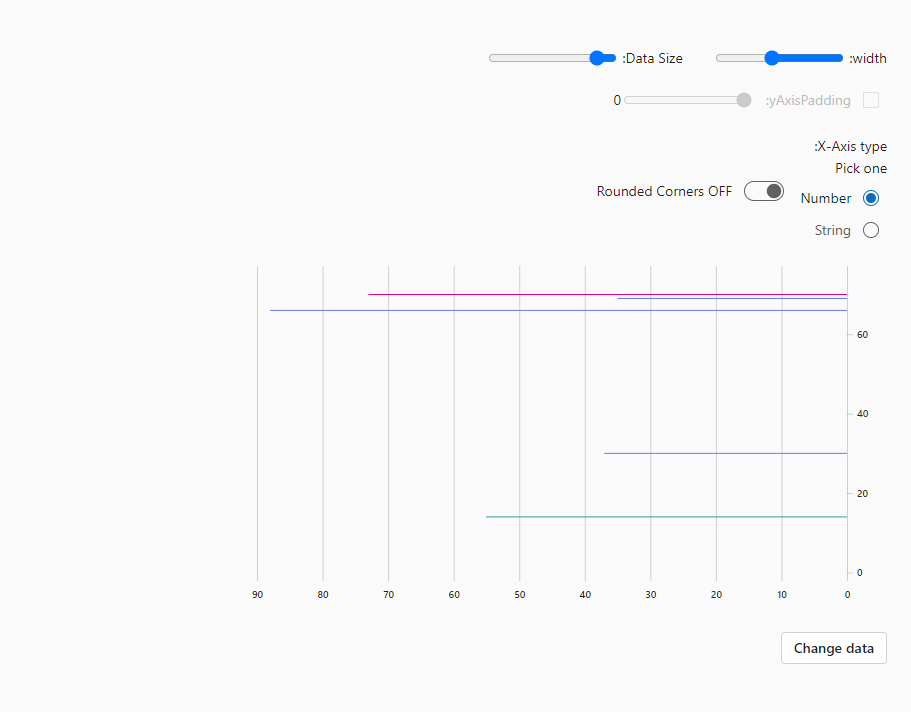 :width
:Data Size
:yAxisPadding
0
:X-Axis type
Pick one
Number
Rounded Corners OFF
String
60
40
20
0
90 80 70 60 50 40 30 20 10 0
Change data